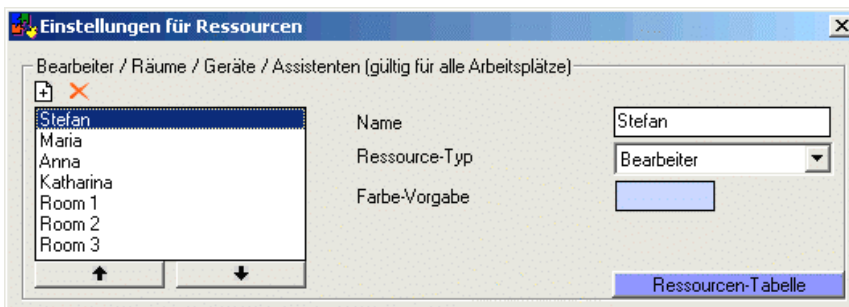 Einstellungen für Ressourcen
Bearbeiter / Räume / Geräte / Assistenten (gültig für alle Arbeitsplätze)
Stefan
Maria
Anna
Katharina
Room 1
Room 2
Room 3
Name
Stefan
Ressource-Typ
Bearbeiter
Farbe-Vorgabe
Ressourcen-Tabelle